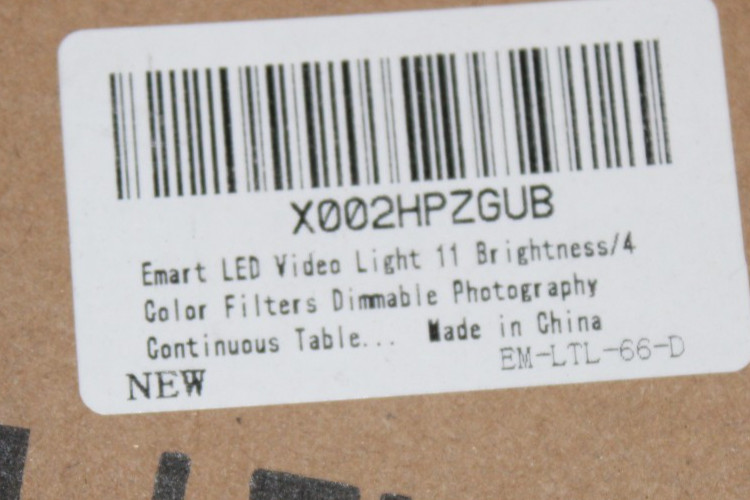 X002HPZGUB
Emart LED Video Light 11 Brightness/4
Color Filters Dimmable Photography
Continuous Table... Made in China
EM-LTL-66-D
NEW